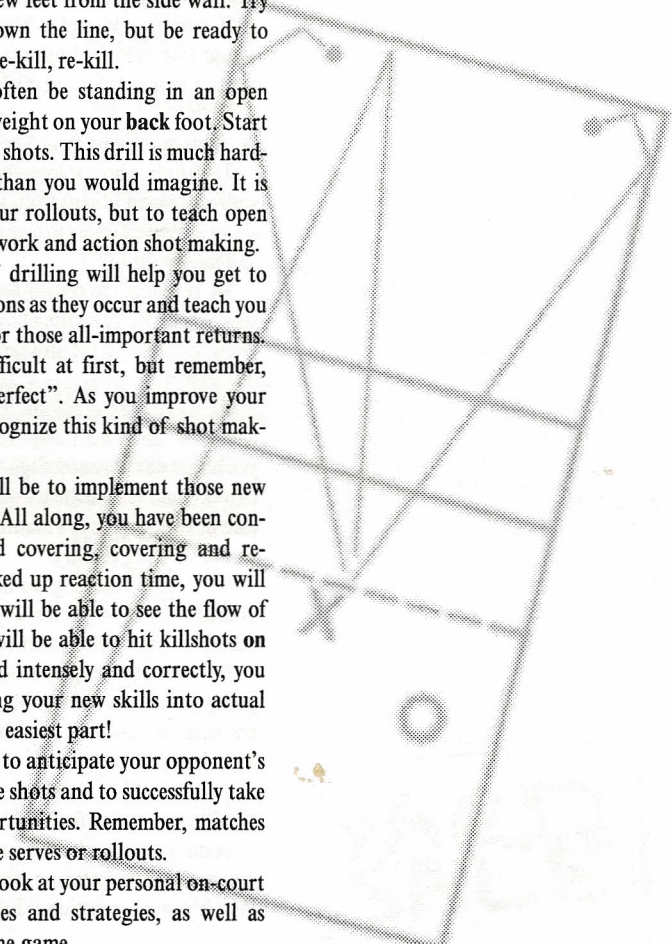 ew feet from the side wall. Try
own the line, but be ready to
e-kill, re-kill.
often be standing in an open
weight on your back foot. Start
shots. This drill is much hard-
than you would imagine. It is
ur rollouts, but to teach open
work and action shot making.
drilling will help you get to
ons as they occur and teach you
or those all-important returns.
ficult at first, but remember,
erfect”. As you improve your
ognize this kind of shot mak-
ll be to implement those new
All along, you have been con-
d covering, covering and re-
ked up reaction time, you will
will be able to see the flow of
will be able to hit killshots on
d intensely and correctly, you
ng your new skills into actual
easiest part!
to anticipate your opponent’s
e shots and to successfully take
rtunities. Remember, matches
e serves or rollouts.
ook at your personal on-court
es and strategies, as well as
he game.
X
O